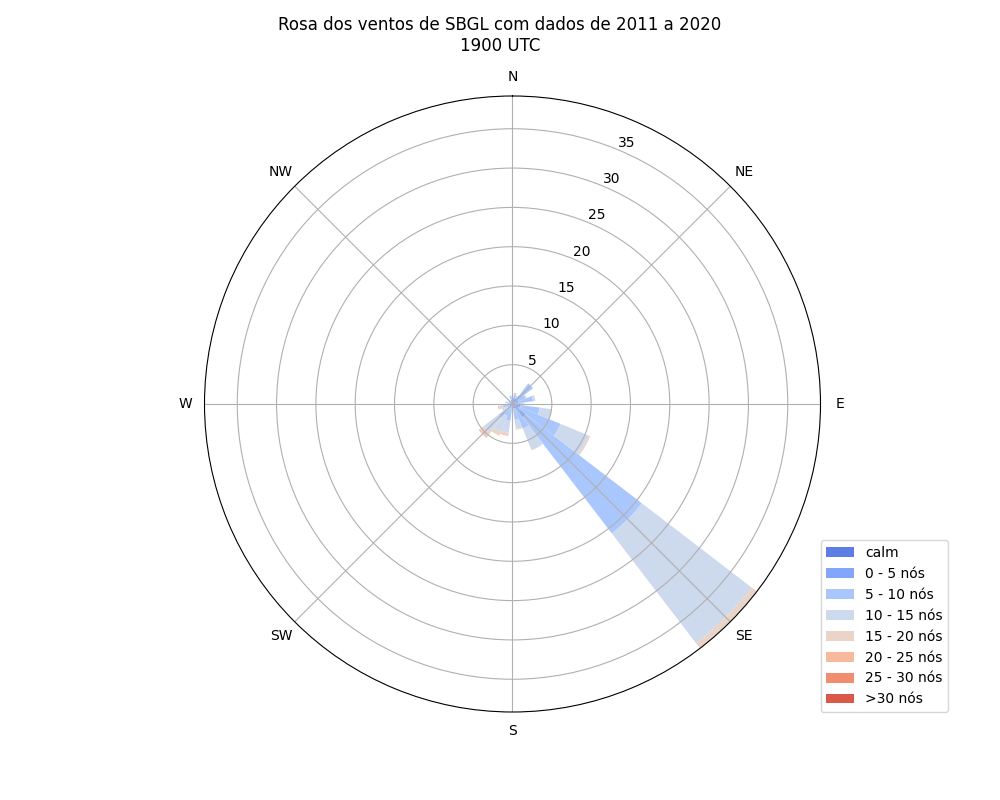 Rosa dos ventos de SBGL com dados de 2011 a 2020
1900 UTC
N
NW
NE
35
30
25
20
15
10
5
W
E
SW
SE
S
calm
0 - 5 nós
5 - 10 nós
10 - 15 nós
15 - 20 nós
20 - 25 nós
25 - 30 nós
>30 nós